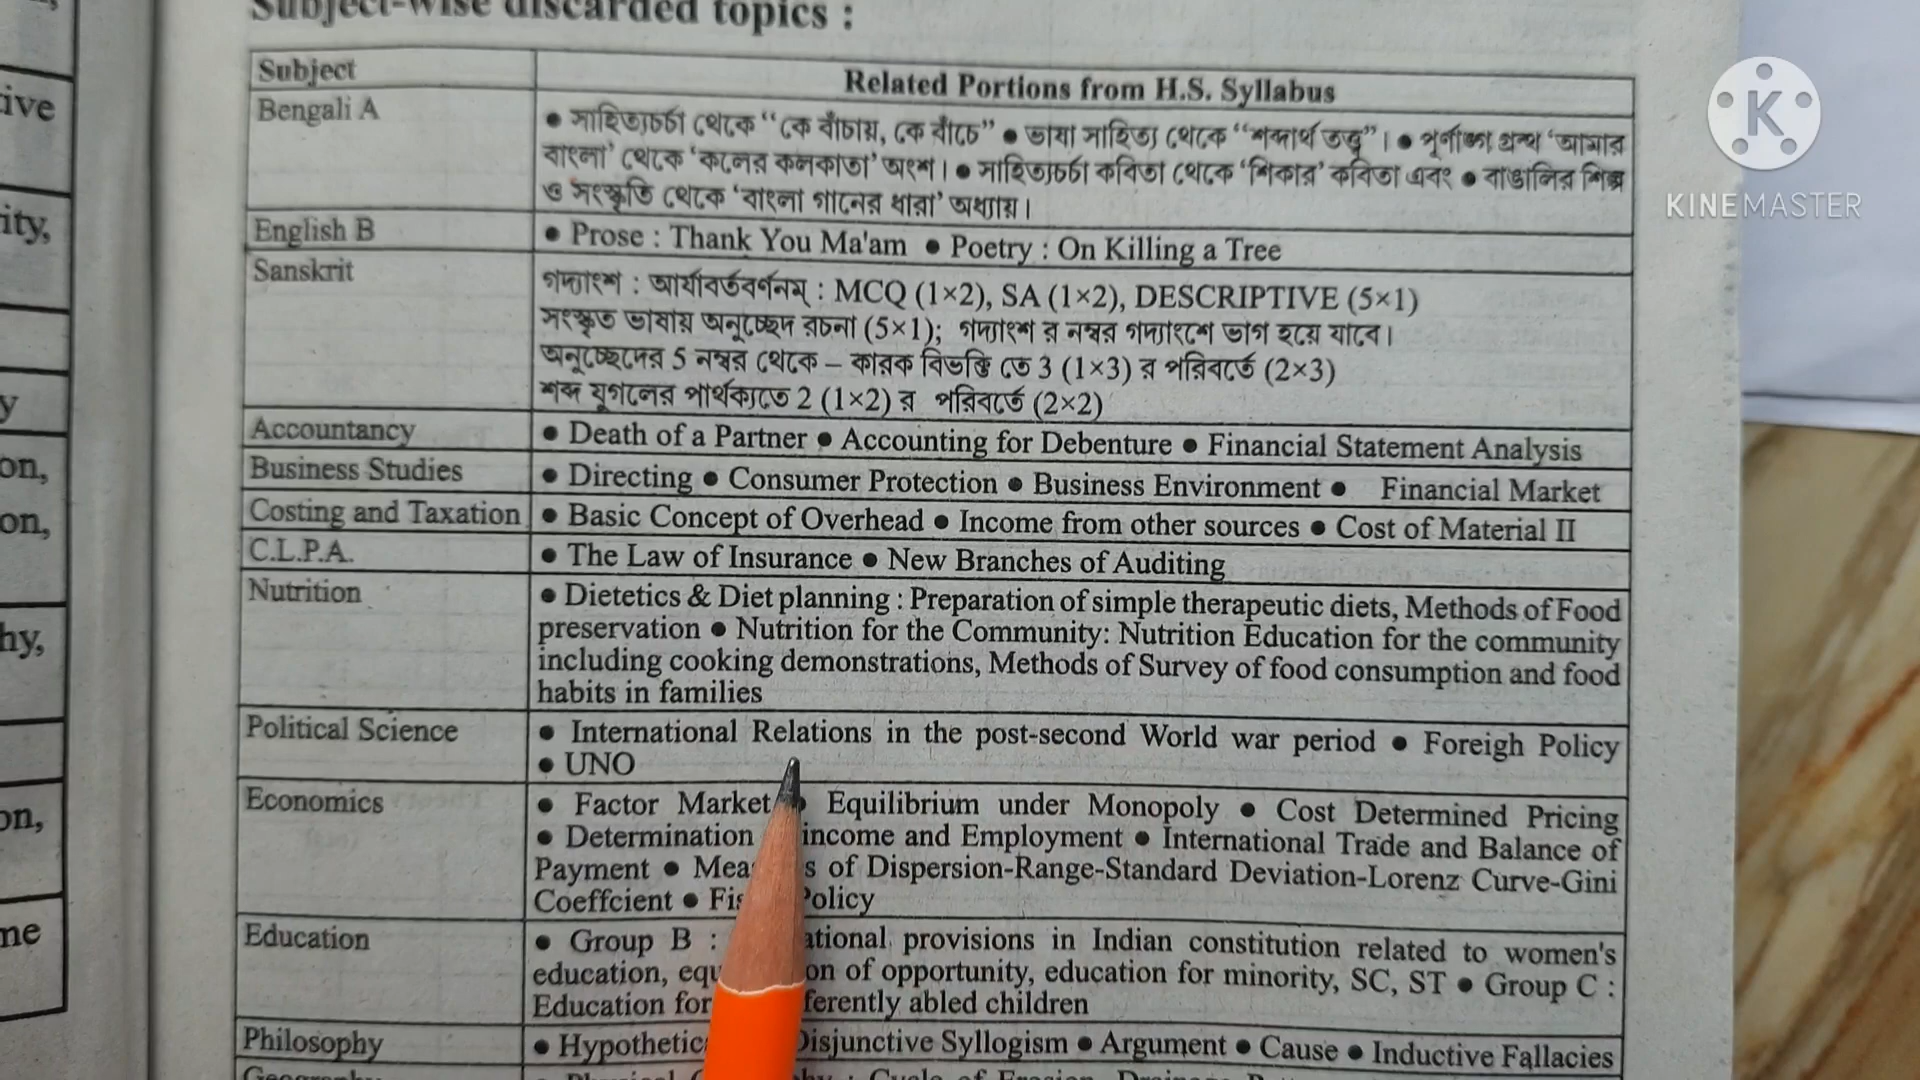 Subject-wise discarded topics :
Subject
Related Portions from H.S. Syllabus
Bengali A
• সাহিত্যচর্চা থেকে “কে বাঁচায়, কে বাঁচে” • ভাষা সাহিত্য থেকে “শব্দার্থ তত্ত্ব”। • পূর্ণাঙ্গ গ্রন্থ ‘আমার
বাংলা’ থেকে ‘কলের কলকাতা’ অংশ। • সাহিত্যচর্চা কবিতা থেকে ‘শিকার’ কবিতা এবং • বাঙালির শিল্প
ও সংস্কৃতি থেকে ‘বাংলা গানের ধারা’ অধ্যায়।
English B
• Prose : Thank You Ma'am • Poetry : On Killing a Tree
Sanskrit
গদ্যাংশ : আর্যাবর্তবর্ণনম্ : MCQ (1×2), SA (1×2), DESCRIPTIVE (5×1)
সংস্কৃত ভাষায় অনুচ্ছেদ রচনা (5×1); গদ্যাংশ র নম্বর গদ্যাংশে ভাগ হয়ে যাবে।
অনুচ্ছেদের 5 নম্বর থেকে – কারক বিভক্তি তে 3 (1×3) র পরিবর্তে (2×3)
শব্দ যুগলের পার্থক্যতে 2 (1×2) র পরিবর্তে (2×2)
Accountancy
• Death of a Partner • Accounting for Debenture • Financial Statement Analysis
Business Studies
• Directing • Consumer Protection • Business Environment • Financial Market
Costing and Taxation
• Basic Concept of Overhead • Income from other sources • Cost of Material II
C.L.P.A.
• The Law of Insurance • New Branches of Auditing
Nutrition
• Dietetics & Diet planning : Preparation of simple therapeutic diets, Methods of Food
preservation • Nutrition for the Community: Nutrition Education for the community
including cooking demonstrations, Methods of Survey of food consumption and food
habits in families
Political Science
• International Relations in the post-second World war period • Foreigh Policy
• UNO
Economics
• Factor Market • Equilibrium under Monopoly • Cost Determined Pricing
• Determination income and Employment • International Trade and Balance of
Payment • of Dispersion-Range-Standard Deviation-Lorenz Curve-Gini
Coeffcient • Policy
Education
• Group B : provisions in Indian constitution related to women's
education, of opportunity, education for minority, SC, ST • Group C :
Education for abled children
Philosophy
• Disjunctive Syllogism • Argument • Cause • Inductive Fallacies
K
KINEMASTER